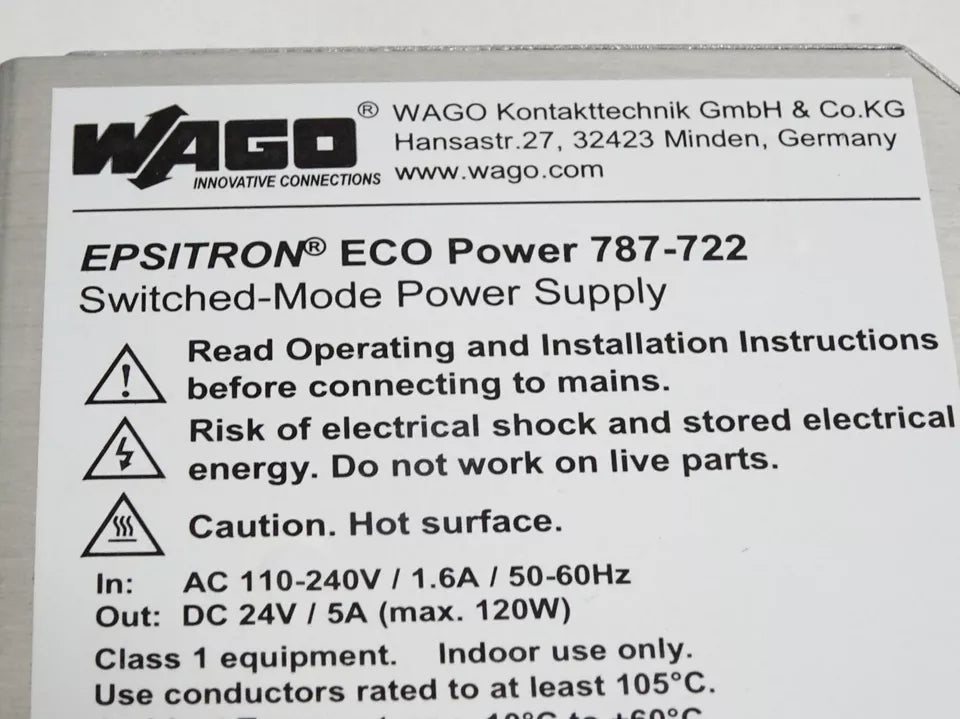 WAGO® WAGO Kontakttechnik GmbH & Co.KG
Hansastr.27, 32423 Minden, Germany
INNOVATIVE CONNECTIONS www.wago.com
EPSITRON® ECO Power 787-722
Switched-Mode Power Supply
Read Operating and Installation Instructions
before connecting to mains.
Risk of electrical shock and stored electrical
energy. Do not work on live parts.
Caution. Hot surface.
In: AC 110-240V / 1.6A / 50-60Hz
Out: DC 24V / 5A (max. 120W)
Class 1 equipment. Indoor use only.
Use conductors rated to at least 105°C.